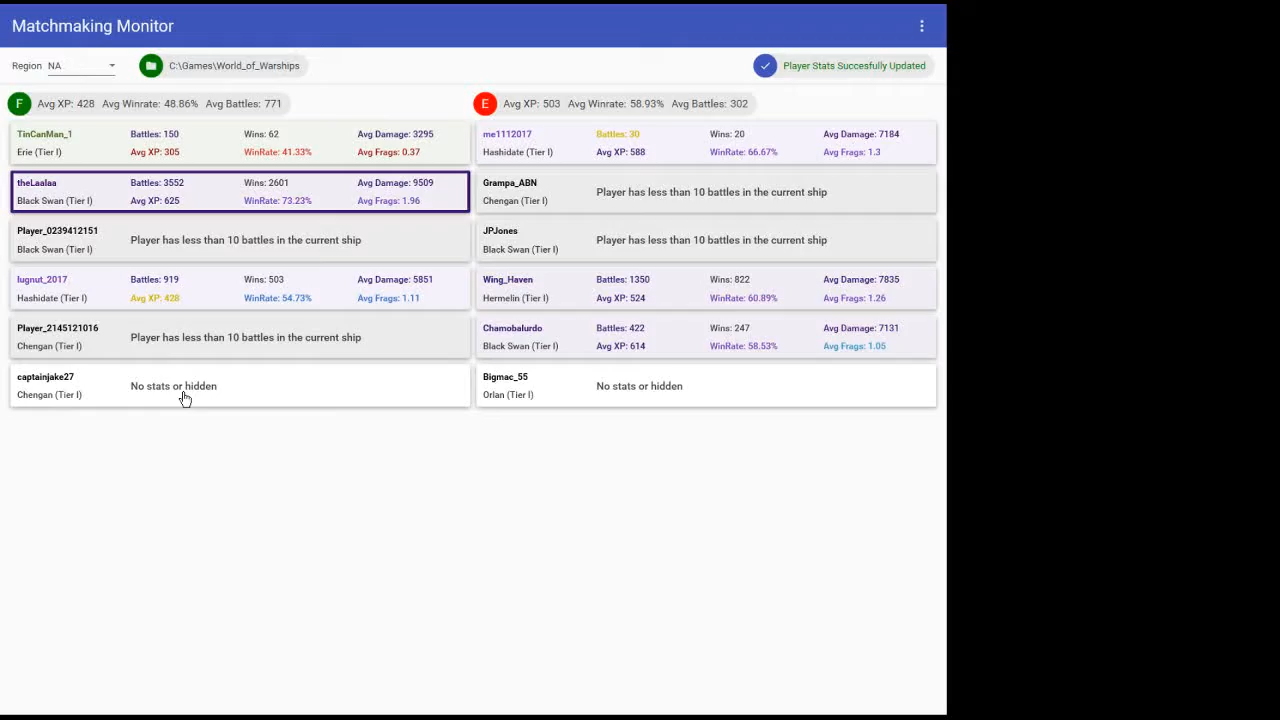 Matchmaking Monitor
Region NA C:\Games\World_of_Warships Player Stats Succesfully Updated
F Avg XP: 428 Avg Winrate: 48.86% Avg Battles: 771
TinCanMan_1 Battles: 150 Wins: 62 Avg Damage: 3295
Erie (Tier I) Avg XP: 305 WinRate: 41.33% Avg Frags: 0.37
theLaalaa Battles: 3552 Wins: 2601 Avg Damage: 9509
Black Swan (Tier I) Avg XP: 625 WinRate: 73.23% Avg Frags: 1.96
Player_0239412151
Player has less than 10 battles in the current ship
Black Swan (Tier I)
lugnut_2017 Battles: 919 Wins: 503 Avg Damage: 5851
Hashidate (Tier I) Avg XP: 428 WinRate: 54.73% Avg Frags: 1.11
Player_2145121016
Player has less than 10 battles in the current ship
Chengan (Tier I)
captainjake27
No stats or hidden
Chengan (Tier I)
E Avg XP: 503 Avg Winrate: 58.93% Avg Battles: 302
me1112017 Battles: 30 Wins: 20 Avg Damage: 7184
Hashidate (Tier I) Avg XP: 588 WinRate: 66.67% Avg Frags: 1.3
Grampa_ABN
Player has less than 10 battles in the current ship
Chengan (Tier I)
JPJones
Player has less than 10 battles in the current ship
Black Swan (Tier I)
Wing_Haven Battles: 1350 Wins: 822 Avg Damage: 7835
Hermelin (Tier I) Avg XP: 524 WinRate: 60.89% Avg Frags: 1.26
Chamobalurdo Battles: 422 Wins: 247 Avg Damage: 7131
Black Swan (Tier I) Avg XP: 614 WinRate: 58.53% Avg Frags: 1.05
Bigmac_55
No stats or hidden
Orlan (Tier I)